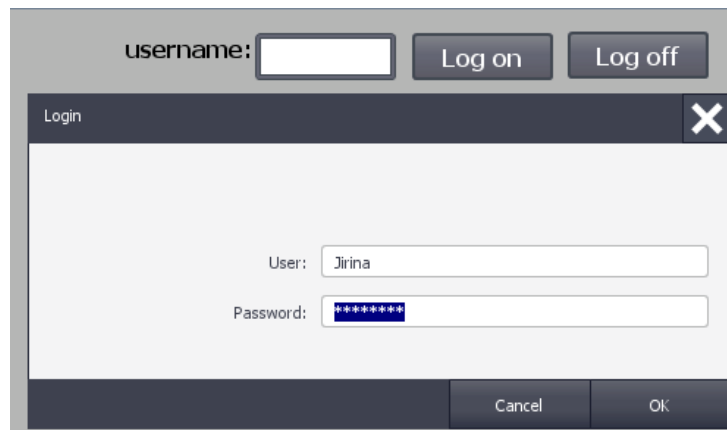 username: Log on Log off
Login
User: Jirina
Password: ********
Cancel OK